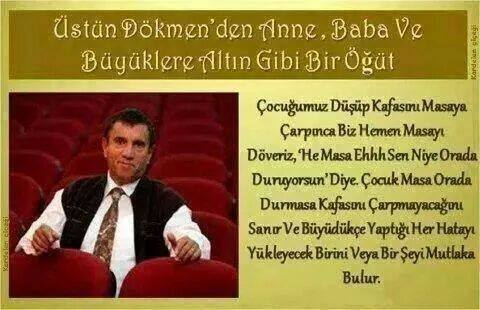 Üstün Dökmen'den Anne, Baba Ve
Büyüklere Altın Gibi Bir Öğüt
Kardelen çiçeği
Çocuğumuz Düşüp Kafasını Masaya
Çarpınca Biz Hemen Masayı
Döveriz, 'He Masa Ehhh Sen Niye Orada
Duruyorsun' Diye. Çocuk Masa Orada
Durmasa Kafasını Çarpmayacağını
Sanır Ve Büyüdükçe Yaptığı Her Hatayı
Yükleyecek Birini Veya Bir Şeyi Mutlaka
Bulur.
Kardelen çiçeği